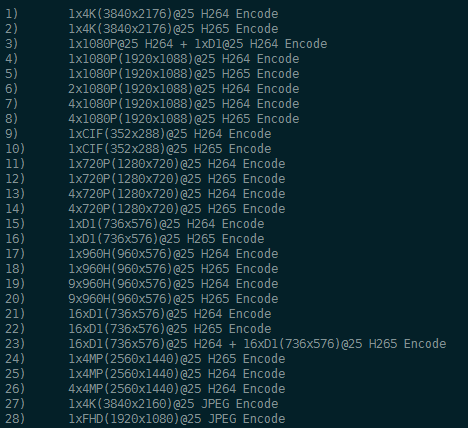 1) 1x4K(3840x2176)@25 H264 Encode
2) 1x4K(3840x2176)@25 H265 Encode
3) 1x1080P@25 H264 + 1xD1@25 H264 Encode
4) 1x1080P(1920x1088)@25 H264 Encode
5) 1x1080P(1920x1088)@25 H265 Encode
6) 2x1080P(1920x1088)@25 H264 Encode
7) 4x1080P(1920x1088)@25 H264 Encode
8) 4x1080P(1920x1088)@25 H265 Encode
9) 1xCIF(352x288)@25 H264 Encode
10) 1xCIF(352x288)@25 H265 Encode
11) 1x720P(1280x720)@25 H264 Encode
12) 1x720P(1280x720)@25 H265 Encode
13) 4x720P(1280x720)@25 H264 Encode
14) 4x720P(1280x720)@25 H265 Encode
15) 1xD1(736x576)@25 H264 Encode
16) 1xD1(736x576)@25 H265 Encode
17) 1x960H(960x576)@25 H264 Encode
18) 1x960H(960x576)@25 H265 Encode
19) 9x960H(960x576)@25 H264 Encode
20) 9x960H(960x576)@25 H265 Encode
21) 16xD1(736x576)@25 H264 Encode
22) 16xD1(736x576)@25 H265 Encode
23) 16xD1(736x576)@25 H264 + 16xD1(736x576)@25 H265 Encode
24) 1x4MP(2560x1440)@25 H265 Encode
25) 1x4MP(2560x1440)@25 H264 Encode
26) 4x4MP(2560x1440)@25 H264 Encode
27) 1x4K(3840x2160)@25 JPEG Encode
28) 1xFHD(1920x1080)@25 JPEG Encode